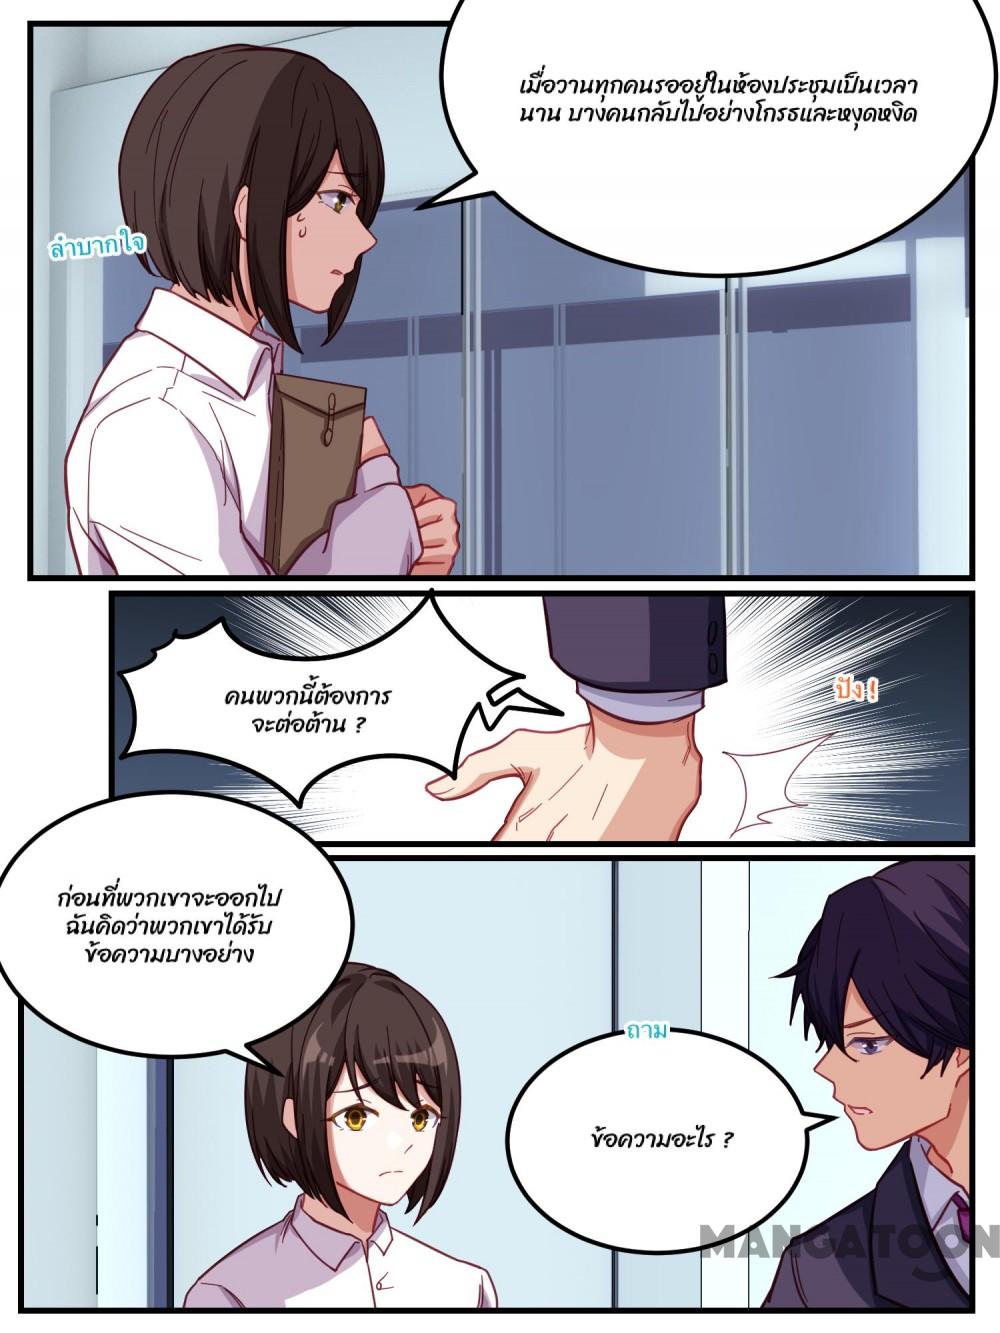 เมื่อวานทุกคนรออยู่ในห้องประชุมเป็นเวลา
นาน บางคนกลับไปอย่างโกรธและหงุดหงิด
ลำบากใจ
คนพวกนี้ต้องการ
จะต่อต้าน ?
ปัง !
ก่อนที่พวกเขาจะออกไป
ฉันคิดว่าพวกเขาได้รับ
ข้อความบางอย่าง
ถาม
ข้อความอะไร ?
MANGATOON